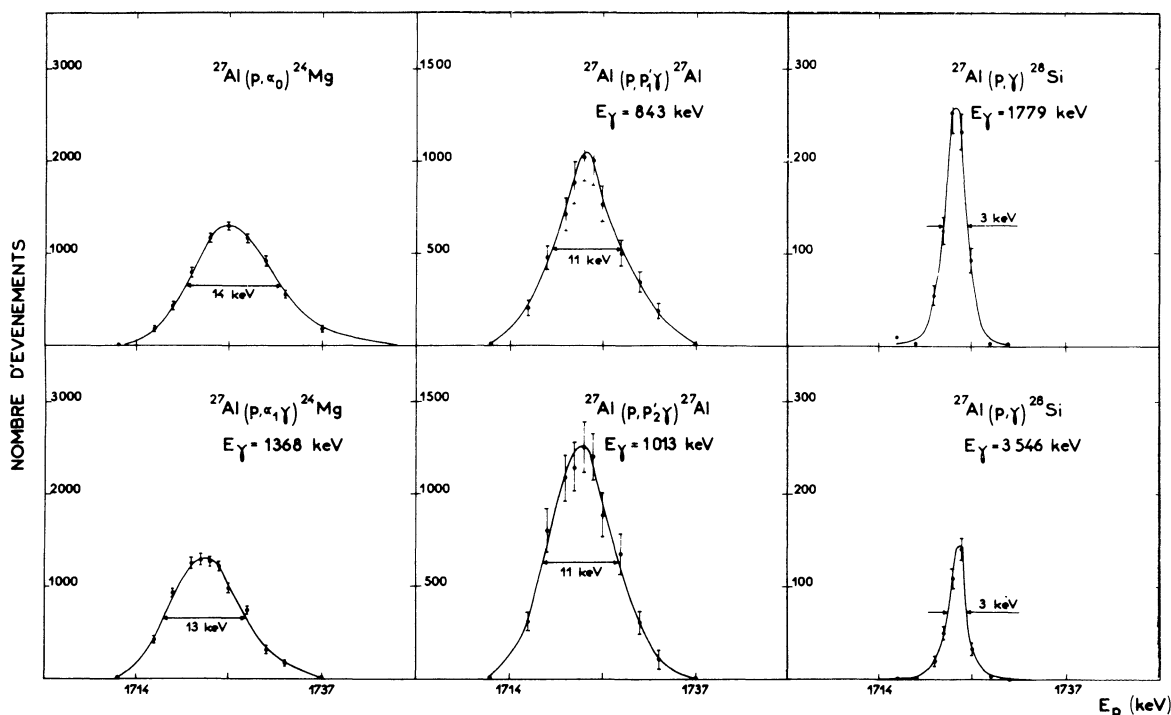 NOMBRE D'EVENEMENTS
3000
2000
1000
²⁷Al (p,α₀) ²⁴Mg
14 keV
1500
1000
500
²⁷Al (p,p'₁γ) ²⁷Al
Eγ = 843 keV
11 keV
300
200
100
²⁷Al (p,γ) ²⁸Si
Eγ = 1779 keV
3 keV
3000
2000
1000
²⁷Al (p,α₁γ) ²⁴Mg
Eγ = 1368 keV
13 keV
1714
1737
1500
1000
500
²⁷Al (p,p'₂γ) ²⁷Al
Eγ = 1013 keV
11 keV
1714
1737
300
200
100
²⁷Al (p,γ) ²⁸Si
Eγ = 3546 keV
3 keV
1714
1737
Ep (keV)